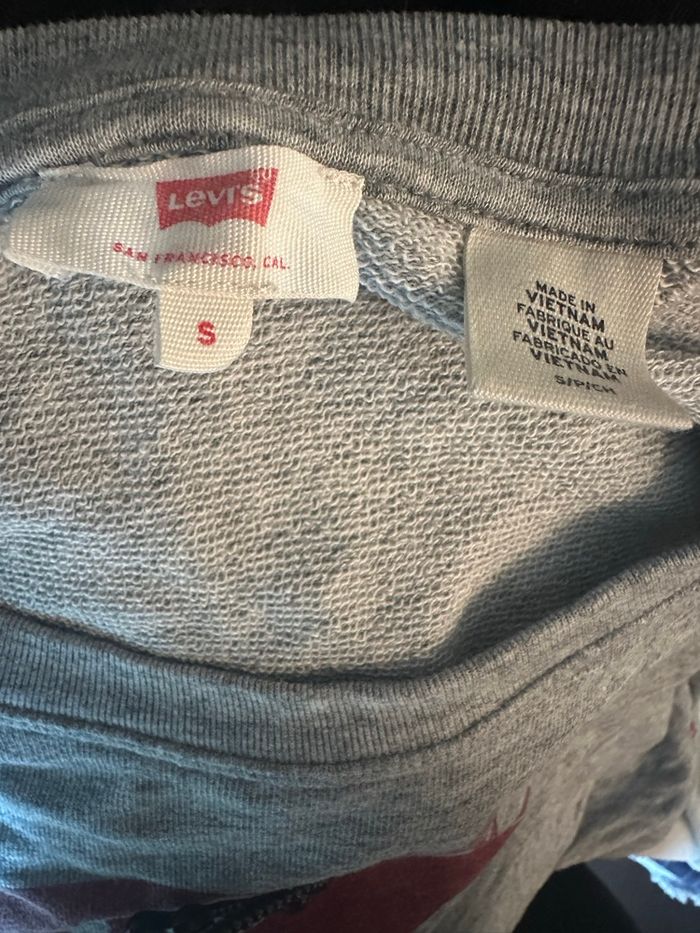 Levi's
SAN FRANCISCO, CAL.
S
MADE IN
VIETNAM
FABRIQUE AU
VIETNAM
FABRICADO EN
VIETNAM
S/P/CH